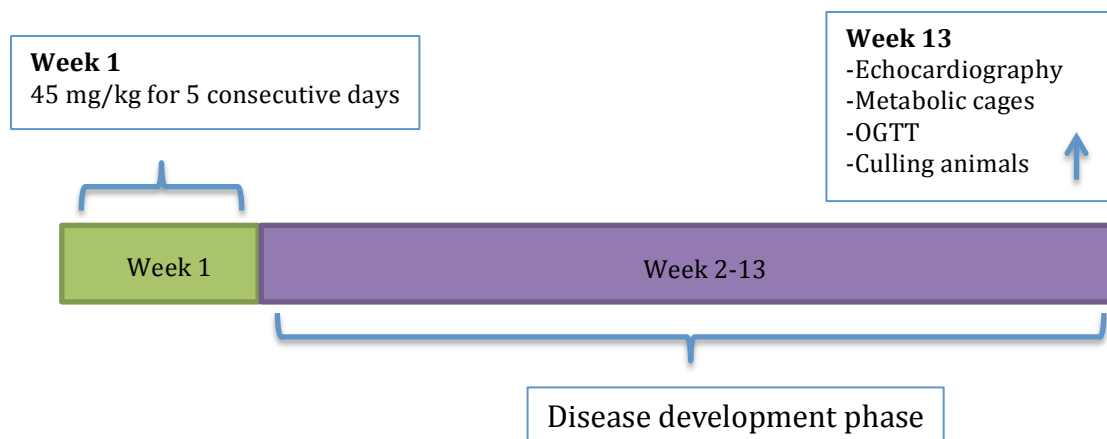 Week 1
45 mg/kg for 5 consecutive days
Week 13
-Echocardiography
-Metabolic cages
-OGTT
-Culling animals
Week 1
Week 2-13
Disease development phase